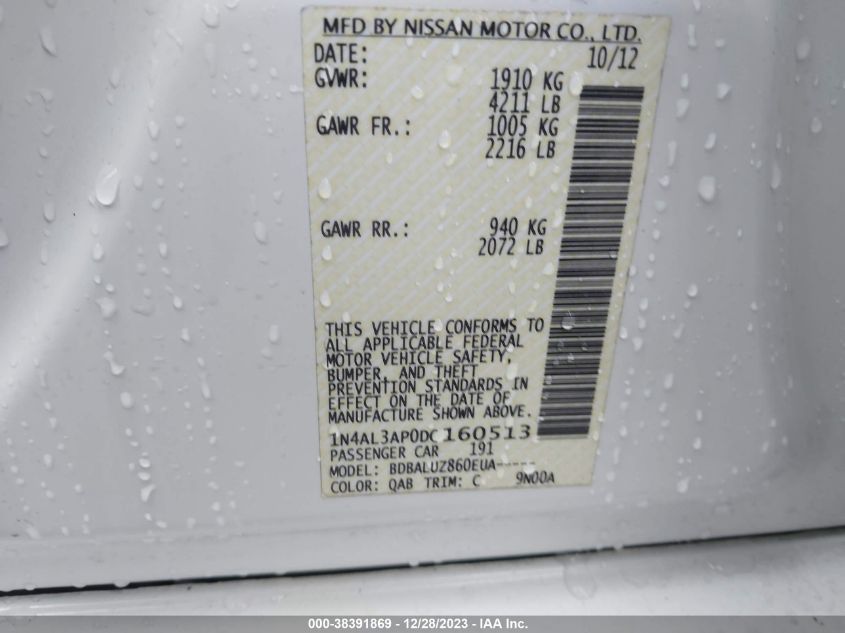 MFD BY NISSAN MOTOR CO., LTD.
DATE: 10/12
GVWR: 1910 KG
4211 LB
GAWR FR.: 1005 KG
2216 LB
GAWR RR.: 940 KG
2072 LB
THIS VEHICLE CONFORMS TO
ALL APPLICABLE FEDERAL
MOTOR VEHICLE SAFETY,
BUMPER, AND THEFT
PREVENTION STANDARDS IN
EFFECT ON THE DATE OF
MANUFACTURE SHOWN ABOVE.
1N4AL3AP0DC160513
PASSENGER CAR 191
MODEL: BDBALUZ860EUA-----
COLOR: QAB TRIM: C 9N00A
000-38391869 - 12/28/2023 - IAA Inc.